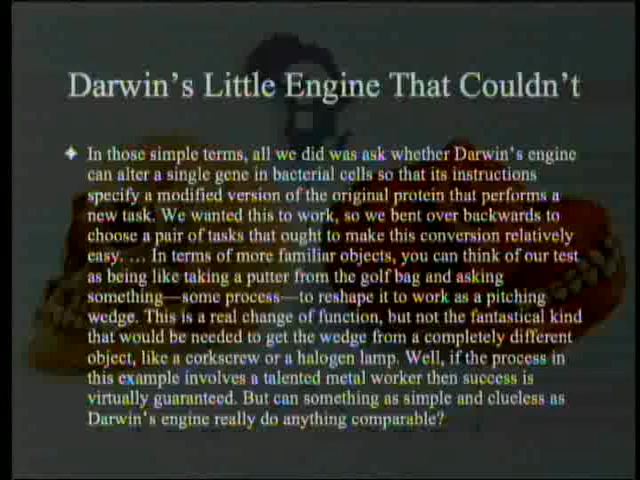 Darwin's Little Engine That Couldn't
In those simple terms, all we did was ask whether Darwin's engine
can alter a single gene in bacterial cells so that its instructions
specify a modified version of the original protein that performs a
new task. We wanted this to work, so we bent over backwards to
choose a pair of tasks that ought to make this conversion relatively
easy. … In terms of more familiar objects, you can think of our test
as being like taking a putter from the golf bag and asking
something—some process—to reshape it to work as a pitching
wedge. This is a real change of function, but not the fantastical kind
that would be needed to get the wedge from a completely different
object, like a corkscrew or a halogen lamp. Well, if the process in
this example involves a talented metal worker then success is
virtually guaranteed. But can something as simple and clueless as
Darwin's engine really do anything comparable?